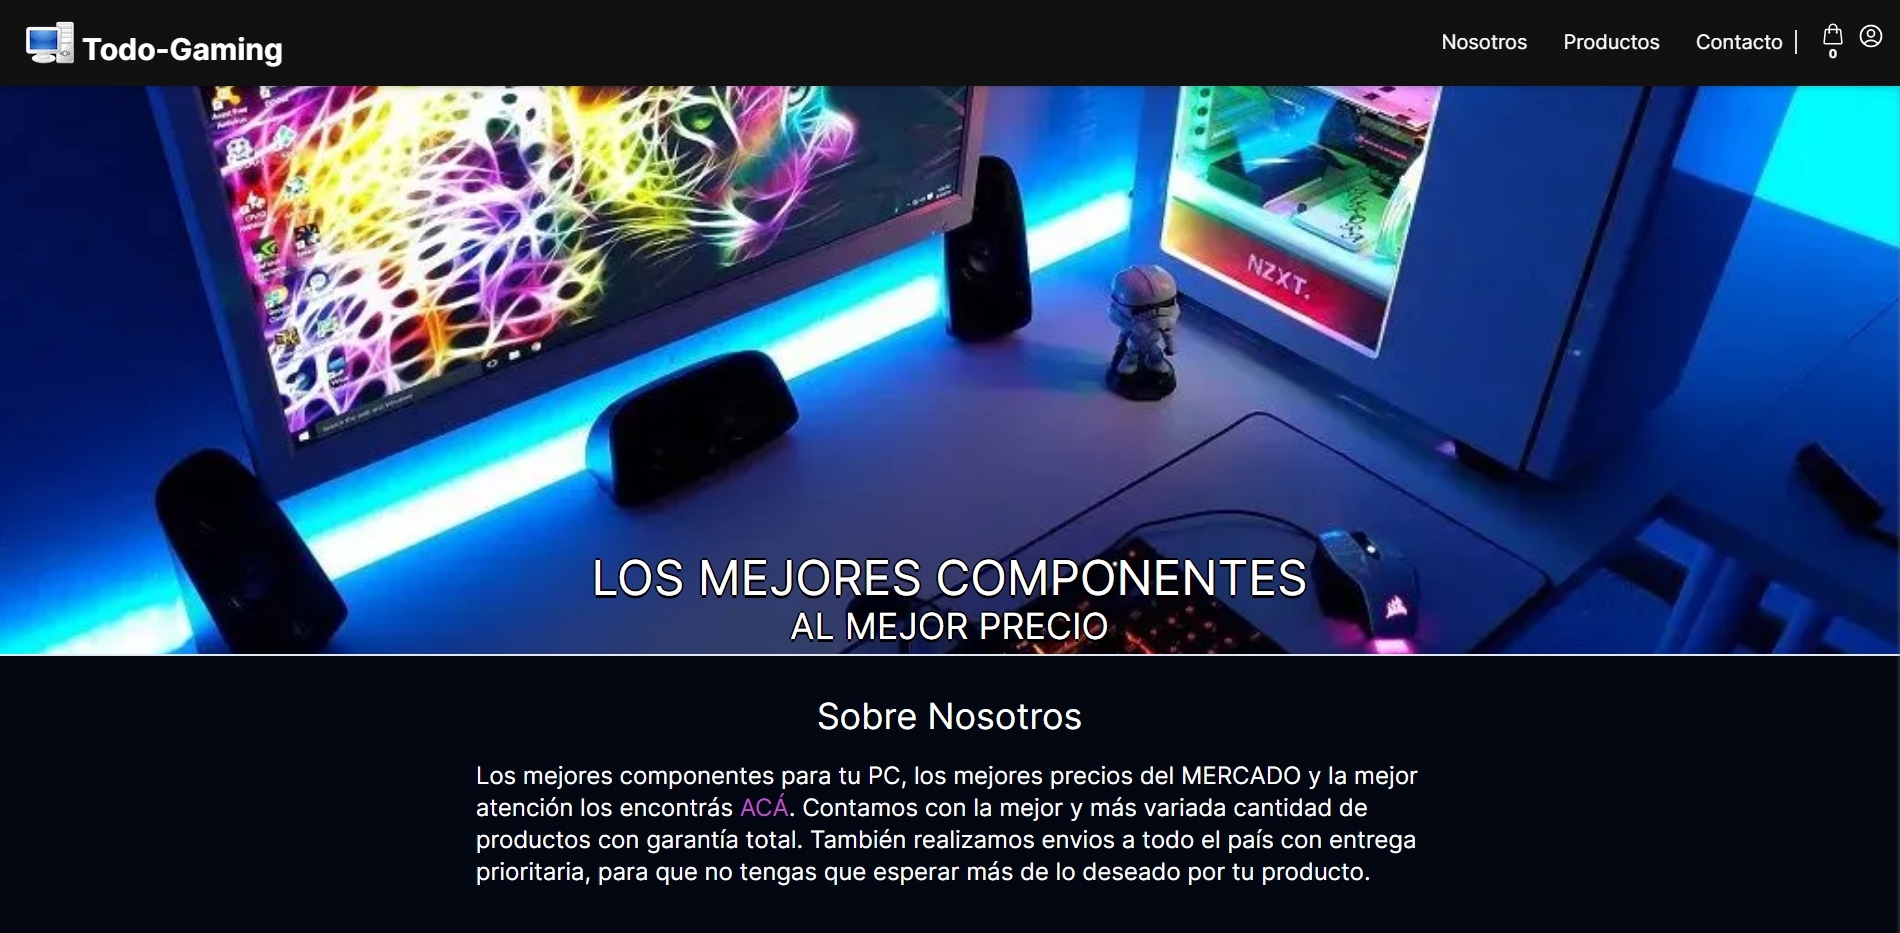 Todo-Gaming
Nosotros Productos Contacto
0
NZXT.
LOS MEJORES COMPONENTES
AL MEJOR PRECIO
Sobre Nosotros
Los mejores componentes para tu PC, los mejores precios del MERCADO y la mejor
atención los encontrás ACÁ. Contamos con la mejor y más variada cantidad de
productos con garantía total. También realizamos envios a todo el país con entrega
prioritaria, para que no tengas que esperar más de lo deseado por tu producto.